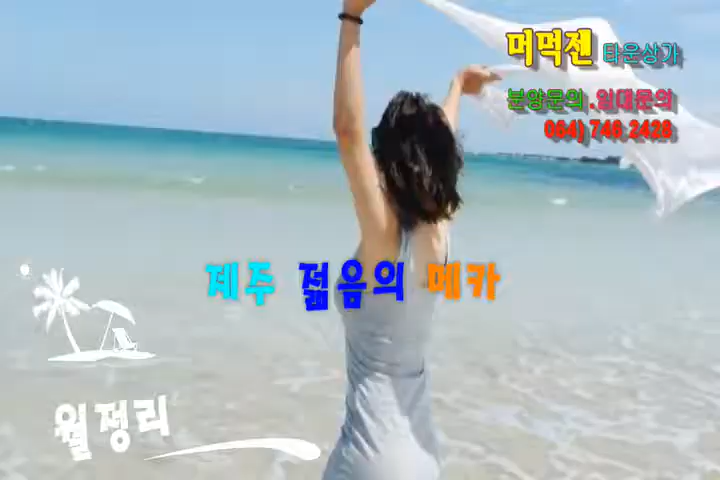 머먹젠 타운상가
분양문의.임대문의
064) 746 2428
제주 젊음의 메카
월정리